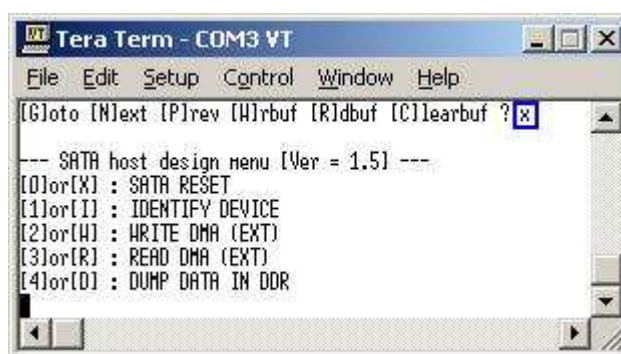 Tera Term - COM3 VT
File Edit Setup Control Window Help
[G]oto [N]ext [P]rev [W]rbuf [R]dbuf [C]learbuf ? x
--- SATA host design menu [Ver = 1.5] ---
[0]or[X] : SATA RESET
[1]or[I] : IDENTIFY DEVICE
[2]or[W] : WRITE DMA (EXT)
[3]or[R] : READ DMA (EXT)
[4]or[D] : DUMP DATA IN DDR